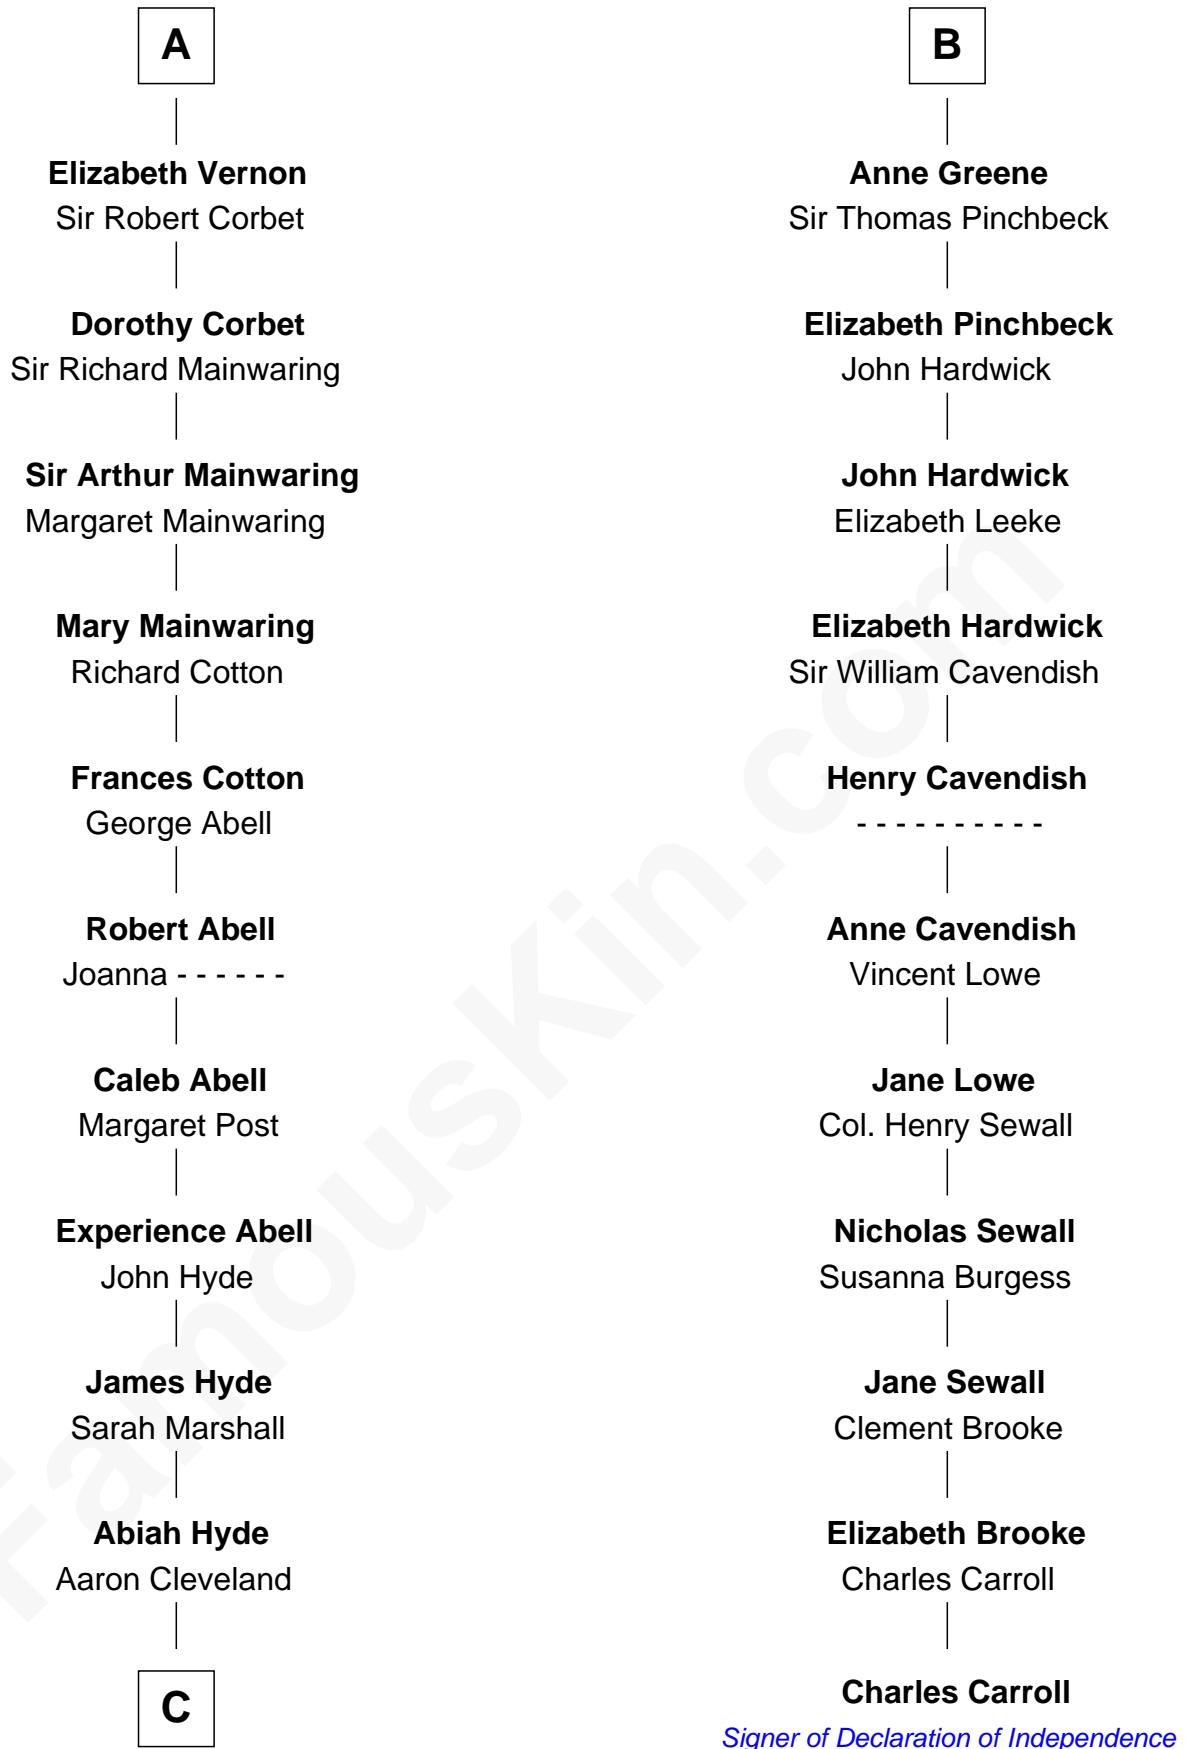 A
Elizabeth Vernon
Sir Robert Corbet
Dorothy Corbet
Sir Richard Mainwaring
Sir Arthur Mainwaring
Margaret Mainwaring
Mary Mainwaring
Richard Cotton
Frances Cotton
George Abell
Robert Abell
Joanna - - - - - -
Caleb Abell
Margaret Post
Experience Abell
John Hyde
James Hyde
Sarah Marshall
Abiah Hyde
Aaron Cleveland
C
B
Anne Greene
Sir Thomas Pinchbeck
Elizabeth Pinchbeck
John Hardwick
John Hardwick
Elizabeth Leeke
Elizabeth Hardwick
Sir William Cavendish
Henry Cavendish
- - - - - - - - - -
Anne Cavendish
Vincent Lowe
Jane Lowe
Col. Henry Sewall
Nicholas Sewall
Susanna Burgess
Jane Sewall
Clement Brooke
Elizabeth Brooke
Charles Carroll
Charles Carroll
Signer of Declaration of Independence
FamousKin.com